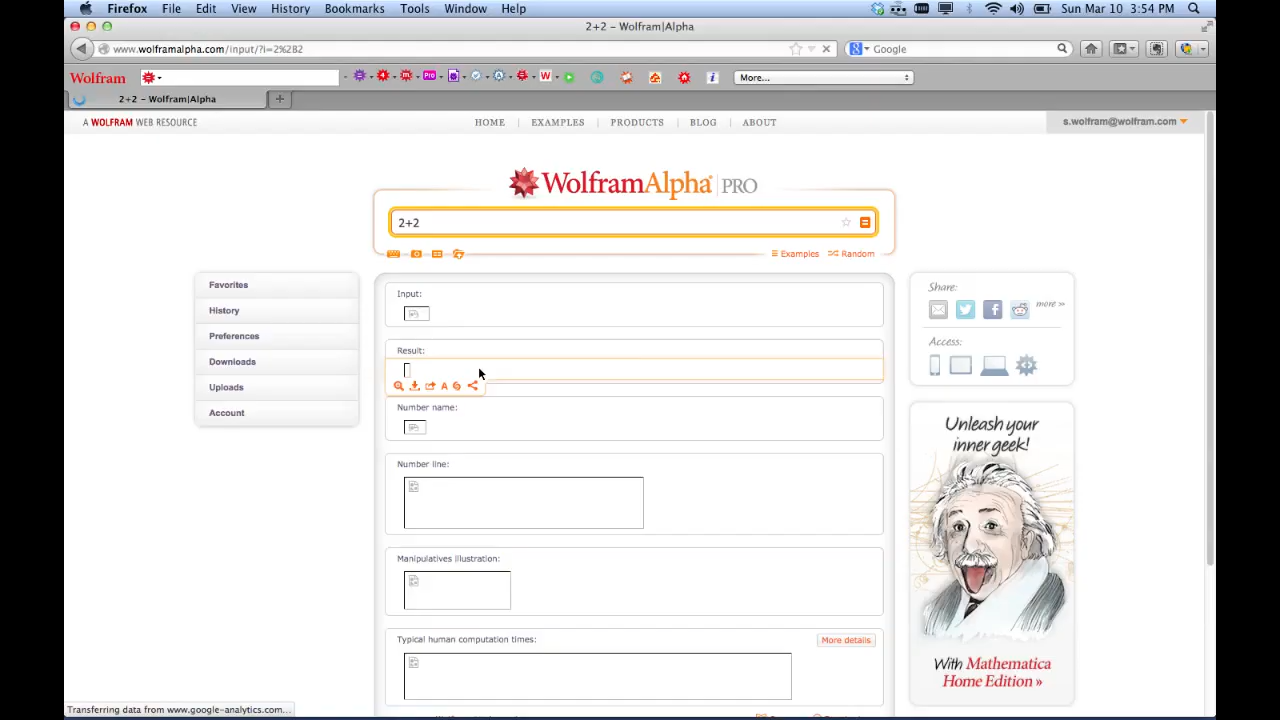 Firefox File Edit View History Bookmarks Tools Window Help Sun Mar 10 3:54 PM
2+2 - Wolfram|Alpha
www.wolframalpha.com/input/?i=2%2B2
Google
Wolfram
Pro
More...
2+2 - Wolfram|Alpha
A WOLFRAM WEB RESOURCE
HOME | EXAMPLES | PRODUCTS | BLOG | ABOUT
s.wolfram@wolfram.com
WolframAlpha PRO
2+2
Examples Random
Favorites
History
Preferences
Downloads
Uploads
Account
Input:
Result:
A
Number name:
Number line:
Manipulatives illustration:
Typical human computation times:
More details
Share:
more »
Access:
Unleash your
inner geek!
With Mathematica
Home Edition »
Transferring data from www.google-analytics.com...